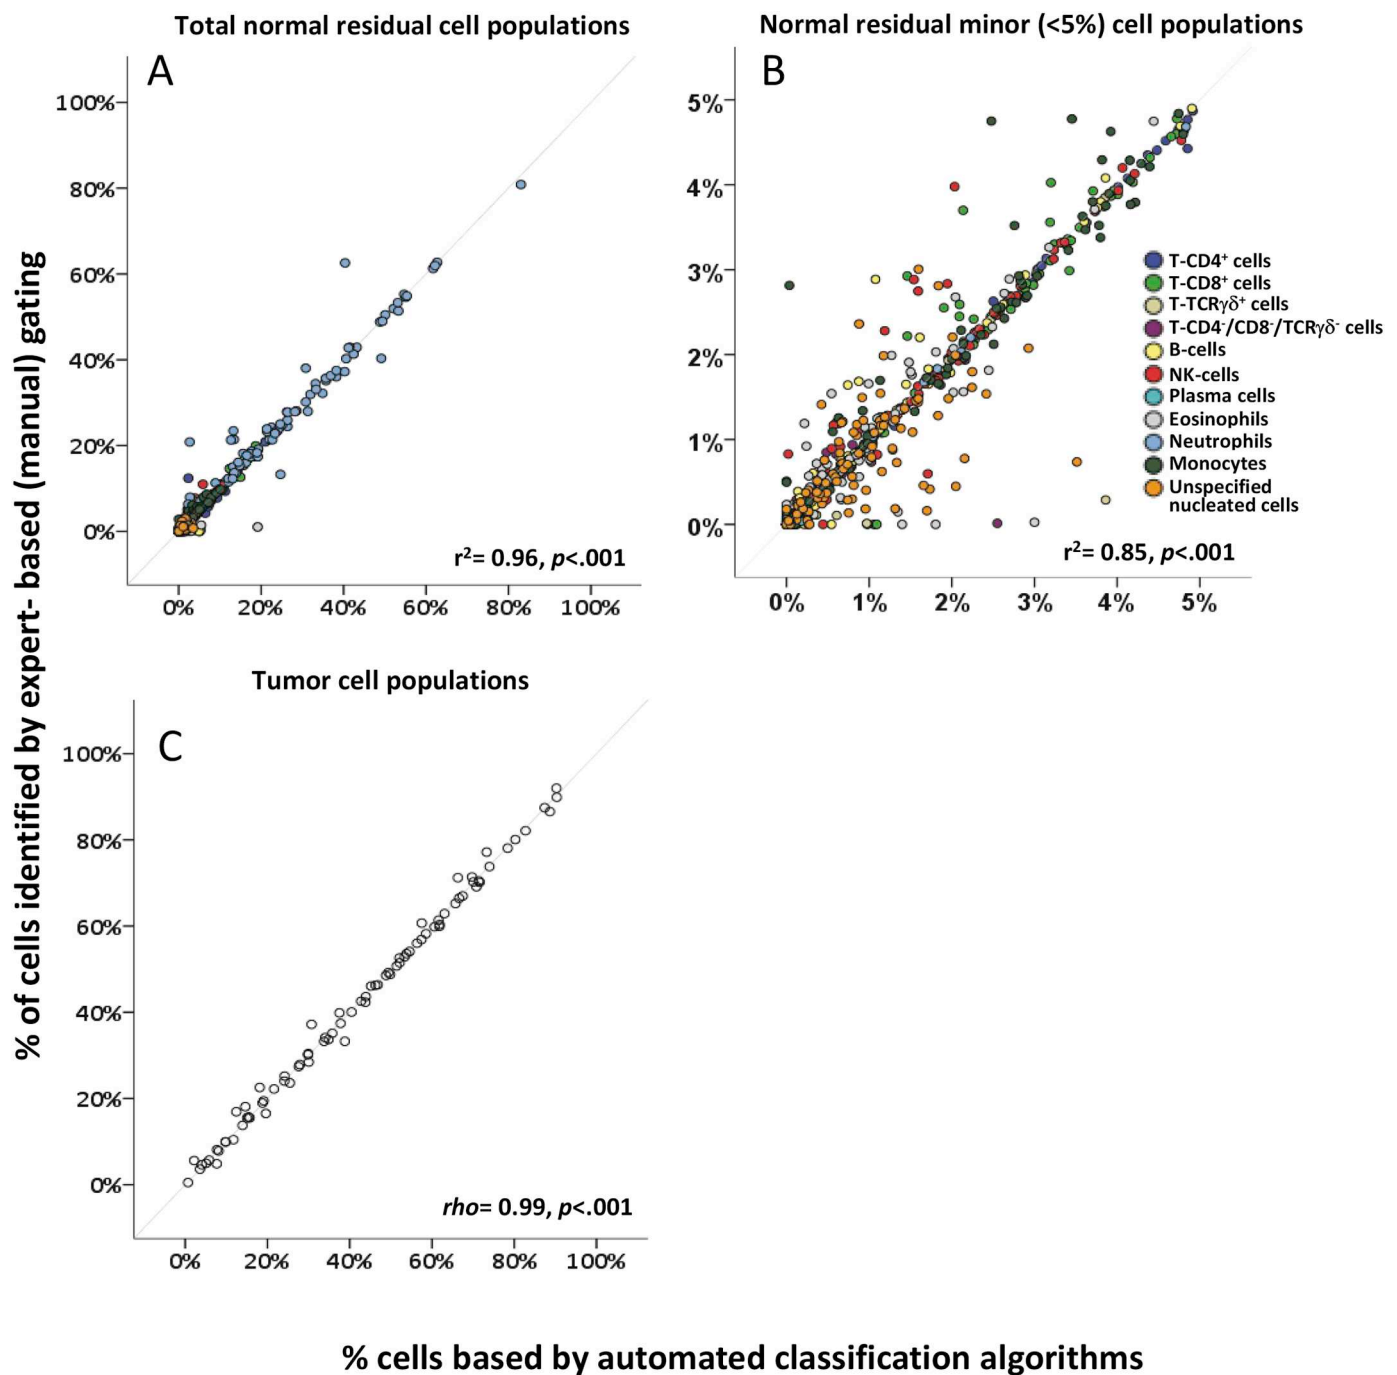 Total normal residual cell populations
A
100%
80%
60%
40%
20%
0%
r²= 0.96, p<.001
0% 20% 40% 60% 80% 100%
Normal residual minor (<5%) cell populations
B
5%
4%
3%
2%
1%
0%
T-CD4⁺ cells
T-CD8⁺ cells
T-TCRγδ⁺ cells
T-CD4⁻/CD8⁻/TCRγδ⁻ cells
B-cells
NK-cells
Plasma cells
Eosinophils
Neutrophils
Monocytes
Unspecified
nucleated cells
r²= 0.85, p<.001
0% 1% 2% 3% 4% 5%
% of cells identified by expert- based (manual) gating
Tumor cell populations
C
100%
80%
60%
40%
20%
0%
rho= 0.99, p<.001
0% 20% 40% 60% 80% 100%
% cells based by automated classification algorithms